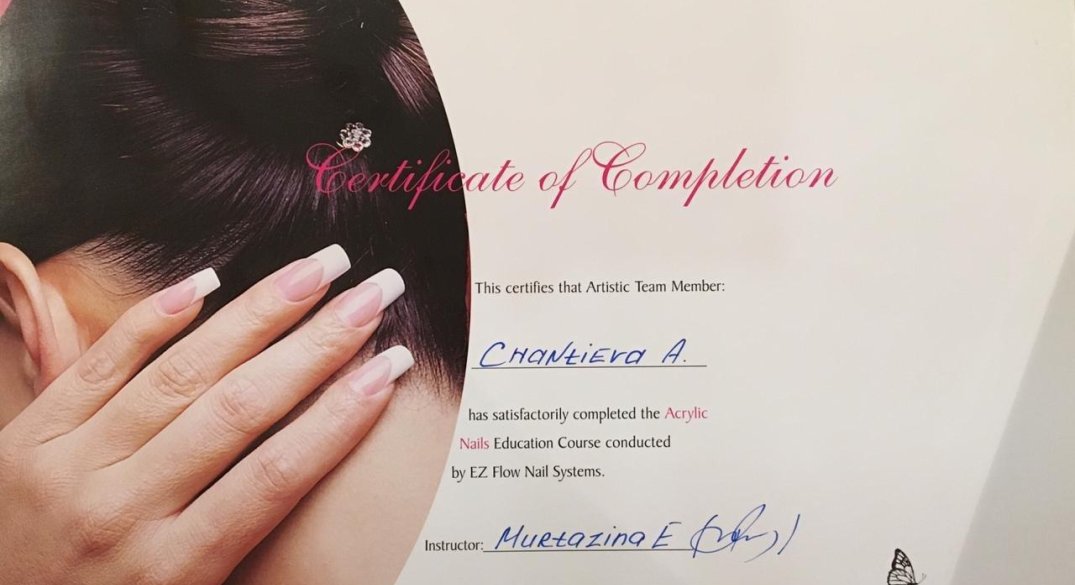 Certificate of Completion
This certifies that Artistic Team Member:
Chantieva A.
has satisfactorily completed the Acrylic
Nails Education Course conducted
by EZ Flow Nail Systems.
Instructor: Murtazina E